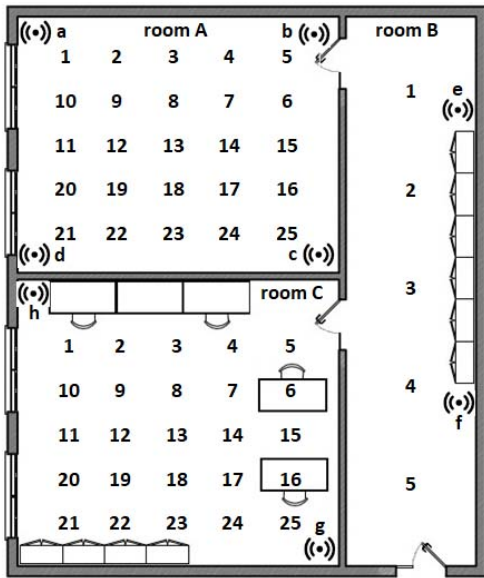 a room A b room B
1 2 3 4 5
1 e
10 9 8 7 6
11 12 13 14 15
2
20 19 18 17 16
21 22 23 24 25
d c
3
h room C
1 2 3 4 5
4
10 9 8 7 6
f
11 12 13 14 15
20 19 18 17 16
5
21 22 23 24 25
g